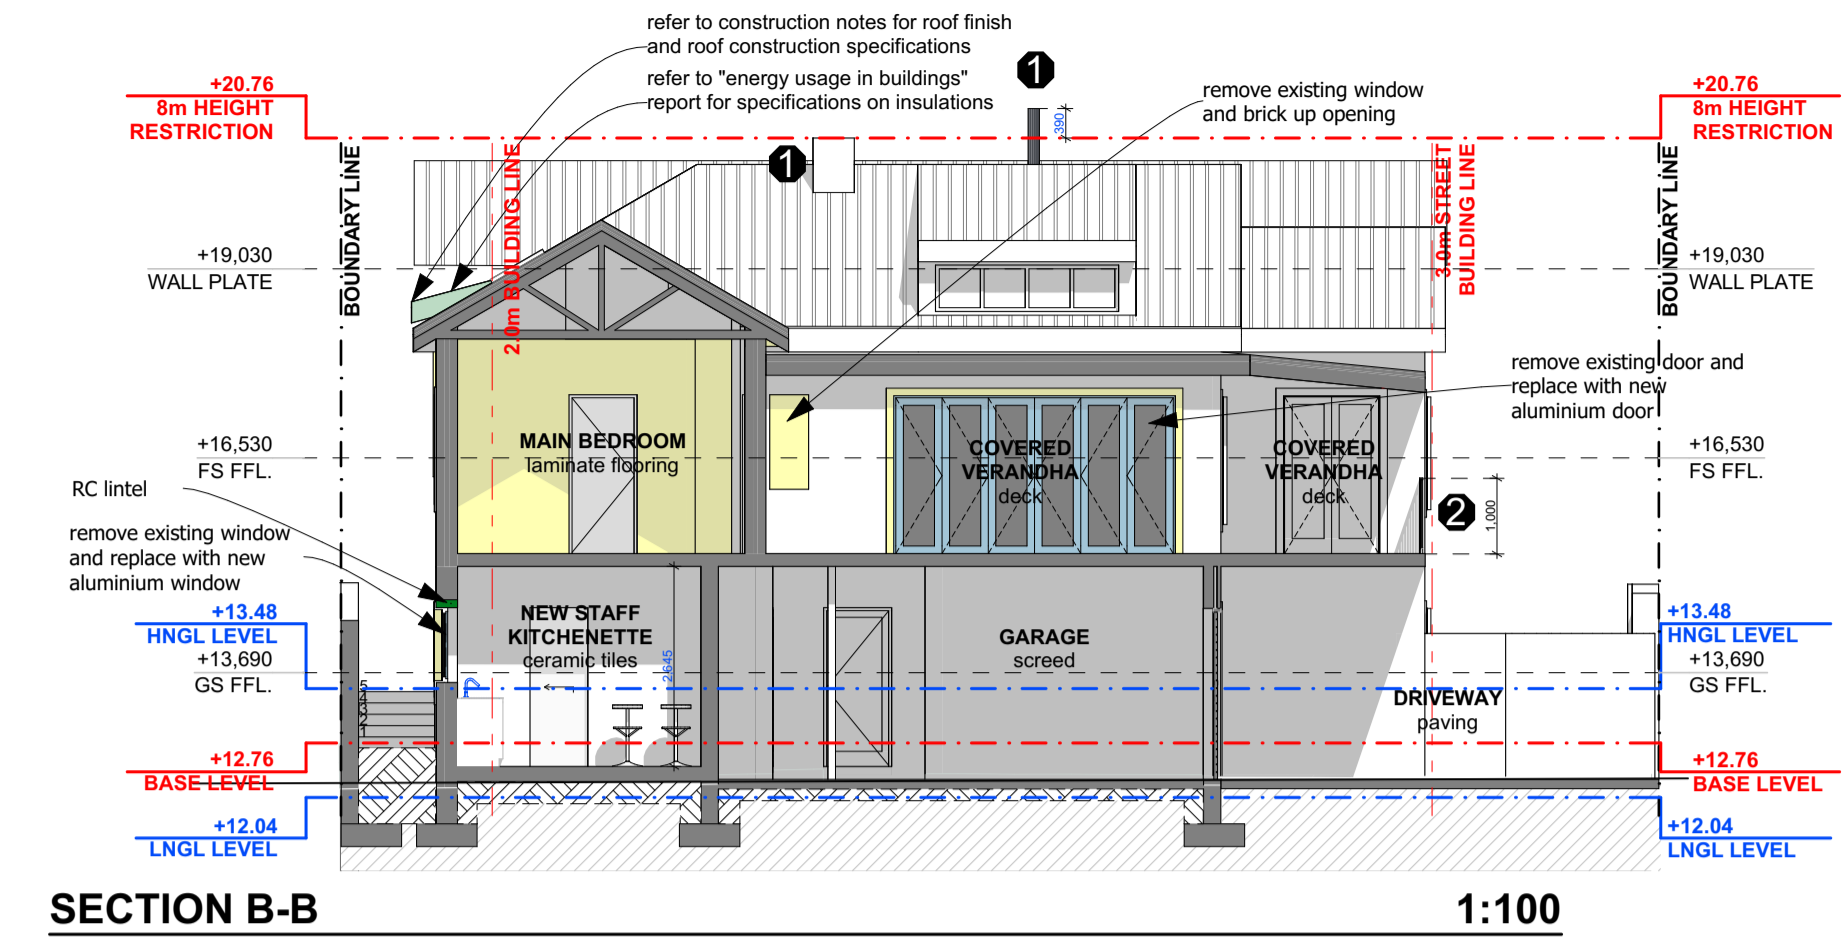 refer to construction notes for roof finish
and roof construction specifications
refer to "energy usage in buildings"
report for specifications on insulations
1
390
remove existing window
and brick up opening
+20.76
8m HEIGHT
RESTRICTION
+20.76
8m HEIGHT
RESTRICTION
1
BOUNDARY LINE
2.0m BUILDING LINE
3.0m STREET
BUILDING LINE
BOUNDARY LINE
+19,030
WALL PLATE
+19,030
WALL PLATE
remove existing door and
replace with new
aluminium door
+16,530
FS FFL.
MAIN BEDROOM
laminate flooring
COVERED
VERANDHA
deck
COVERED
VERANDHA
deck
+16,530
FS FFL.
2
1,000
RC lintel
remove existing window
and replace with new
aluminium window
+13.48
HNGL LEVEL
+13,690
GS FFL.
NEW STAFF
KITCHENETTE
ceramic tiles
2,645
GARAGE
screed
+13.48
HNGL LEVEL
+13,690
GS FFL.
5
4
3
2
1
DRIVEWAY
paving
+12.76
BASE LEVEL
+12.76
BASE LEVEL
+12.04
LNGL LEVEL
+12.04
LNGL LEVEL
SECTION B-B
1:100